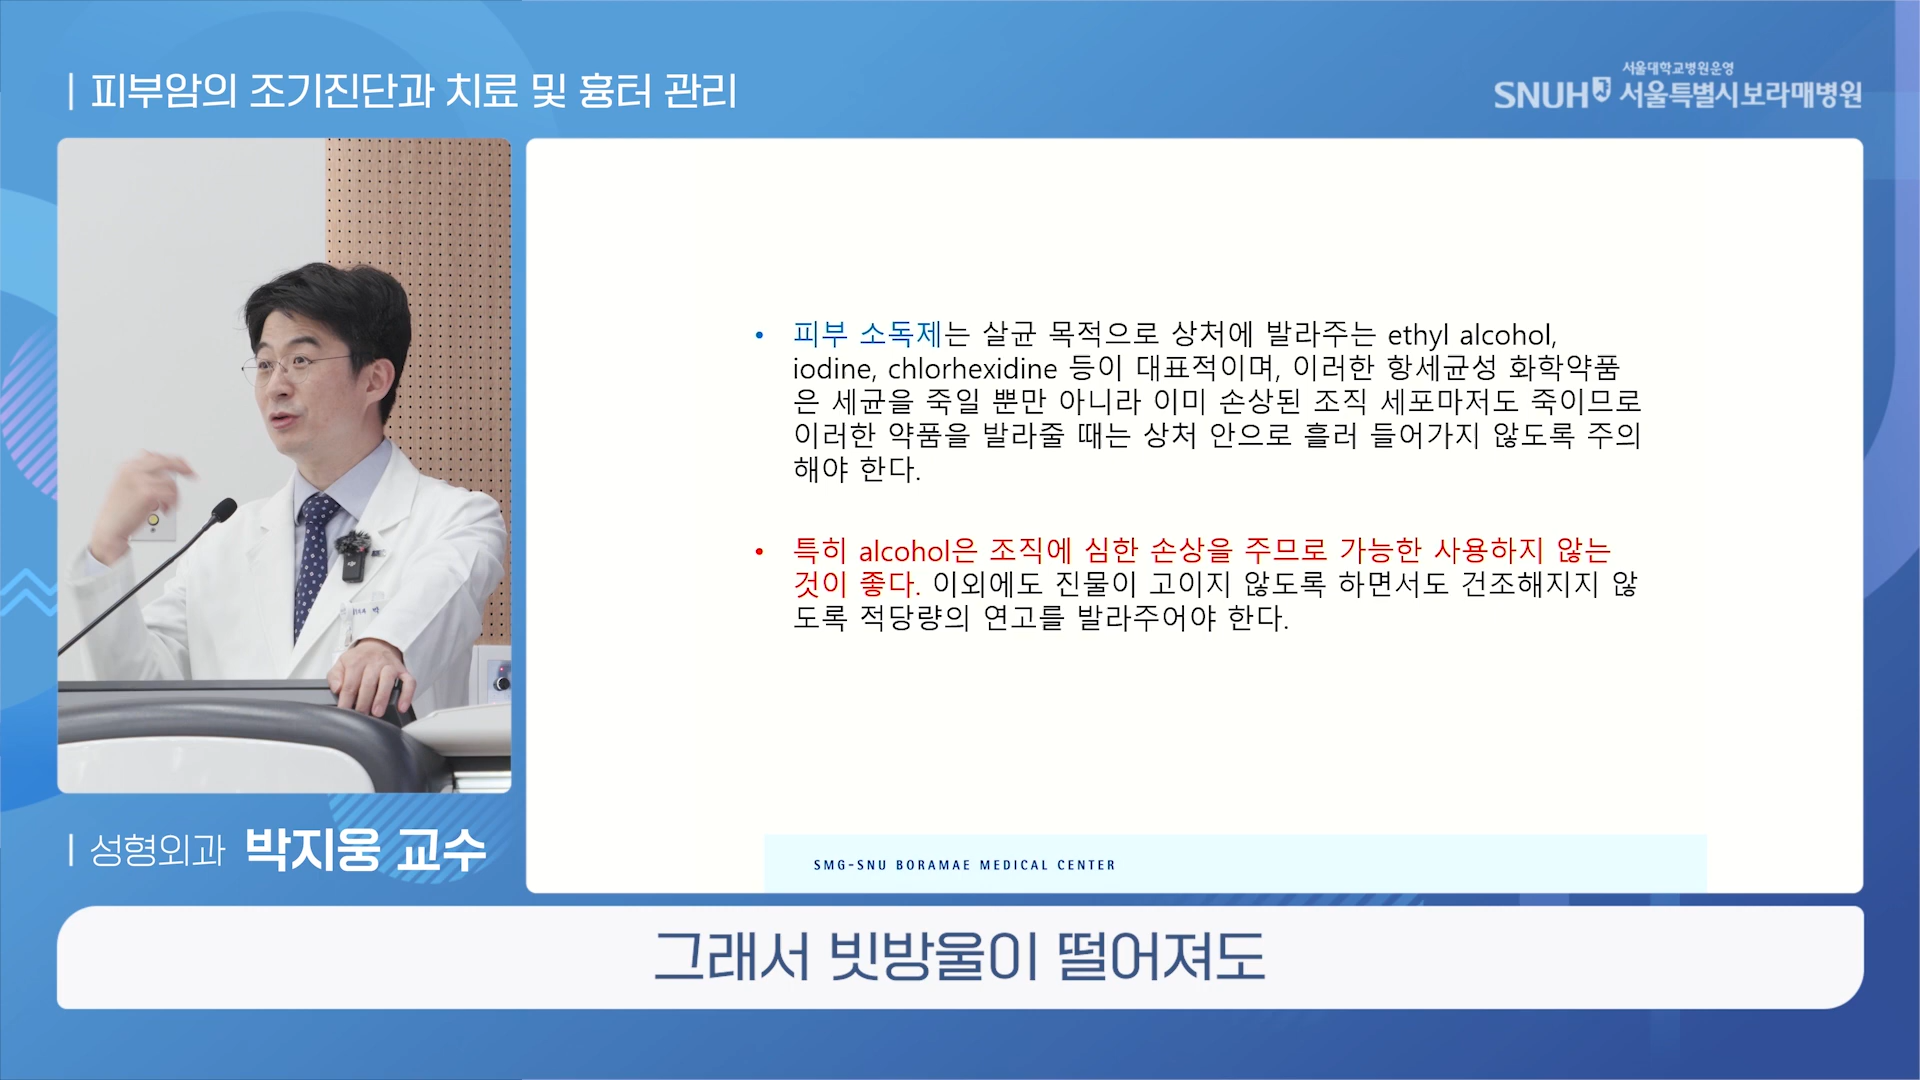 | 피부암의 조기진단과 치료 및 흉터 관리
서울대학교병원운영
SNUH 서울특별시보라매병원
• 피부 소독제는 살균 목적으로 상처에 발라주는 ethyl alcohol,
iodine, chlorhexidine 등이 대표적이며, 이러한 항세균성 화학약품
은 세균을 죽일 뿐만 아니라 이미 손상된 조직 세포마저도 죽이므로
이러한 약품을 발라줄 때는 상처 안으로 흘러 들어가지 않도록 주의
해야 한다.
• 특히 alcohol은 조직에 심한 손상을 주므로 가능한 사용하지 않는
것이 좋다. 이외에도 진물이 고이지 않도록 하면서도 건조해지지 않
도록 적당량의 연고를 발라주어야 한다.
SMG-SNU BORAMAE MEDICAL CENTER
| 성형외과 박지웅 교수
그래서 빗방울이 떨어져도